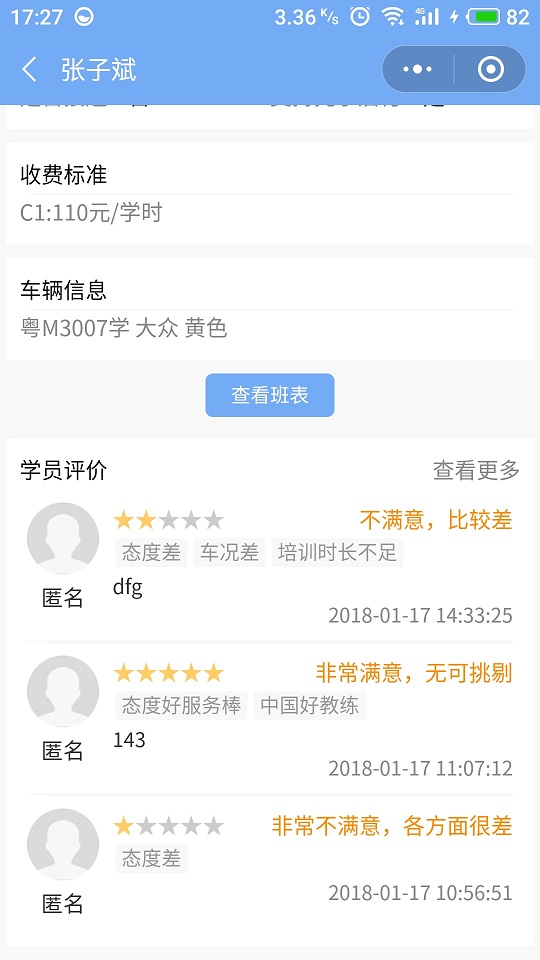 17:27 3.36 K/s 4G 82
张子斌
收费标准
C1:110元/学时
车辆信息
粤M3007学 大众 黄色
查看班表
学员评价 查看更多
不满意，比较差
态度差 车况差 培训时长不足
匿名 dfg
2018-01-17 14:33:25
非常满意，无可挑剔
态度好服务棒 中国好教练
匿名 143
2018-01-17 11:07:12
非常不满意，各方面很差
态度差
匿名 2018-01-17 10:56:51